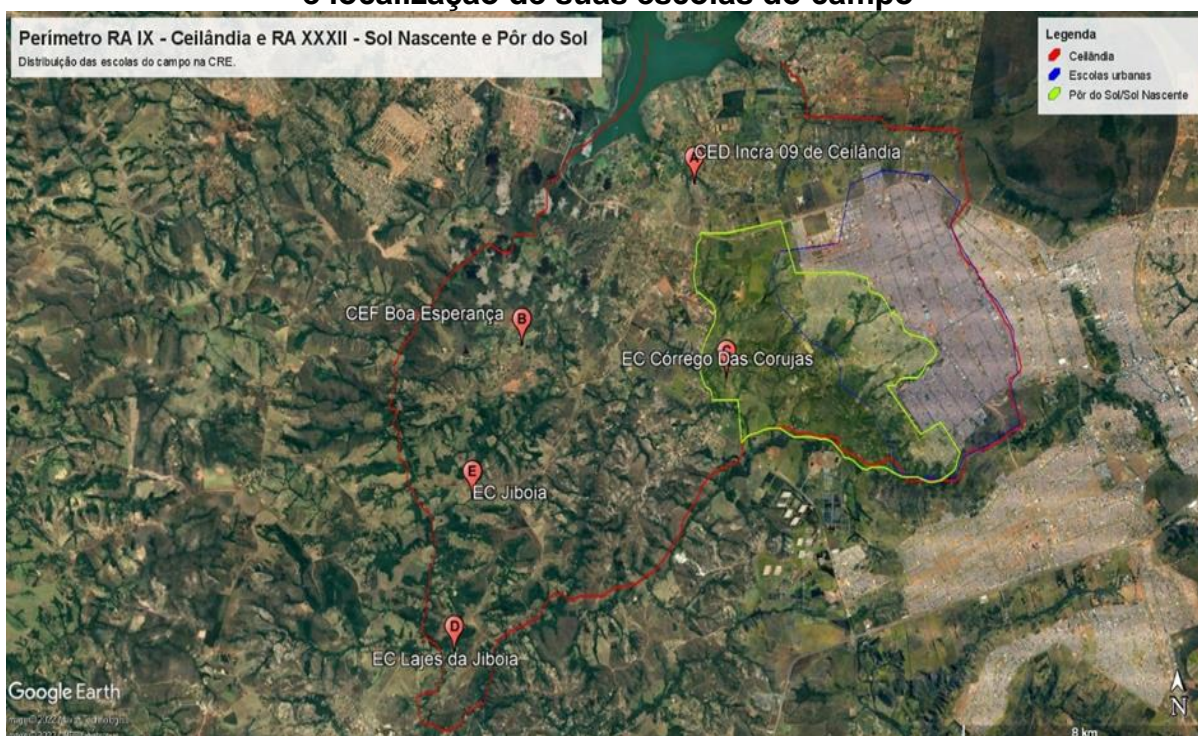 e localização de suas escolas do campo
Perímetro RA IX - Ceilândia e RA XXXII - Sol Nascente e Pôr do Sol
Distribuição das escolas do campo na CRE.
Legenda
Ceilândia
Escolas urbanas
Pôr do Sol/Sol Nascente
A
CED Incra 09 de Ceilândia
CEF Boa Esperança
B
C
EC Córrego Das Corujas
E
EC Jiboia
D
EC Lajes da Jiboia
Google Earth
N
8 km